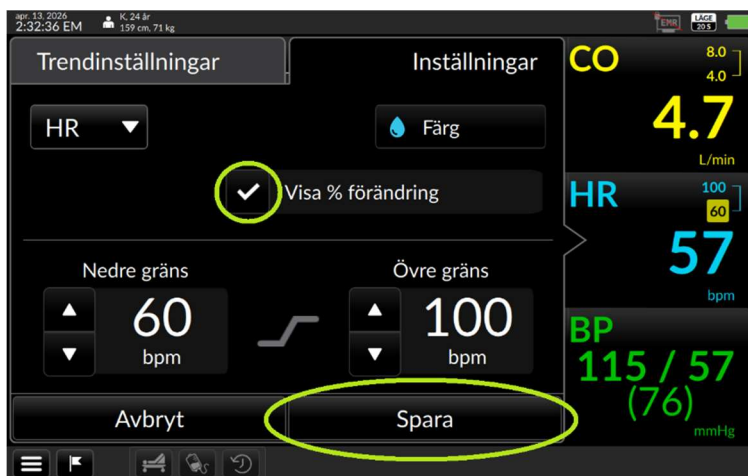 apr. 13, 2026
2:32:36 EM
K, 24 år
159 cm, 71 kg
EMR
LÄGE
20 S
Trendinställningar
Inställningar
HR
Färg
Visa % förändring
Nedre gräns
Övre gräns
60
bpm
100
bpm
Avbryt
Spara
CO
8.0
4.0
4.7
L/min
HR
100
60
57
bpm
BP
115 / 57
(76)
mmHg